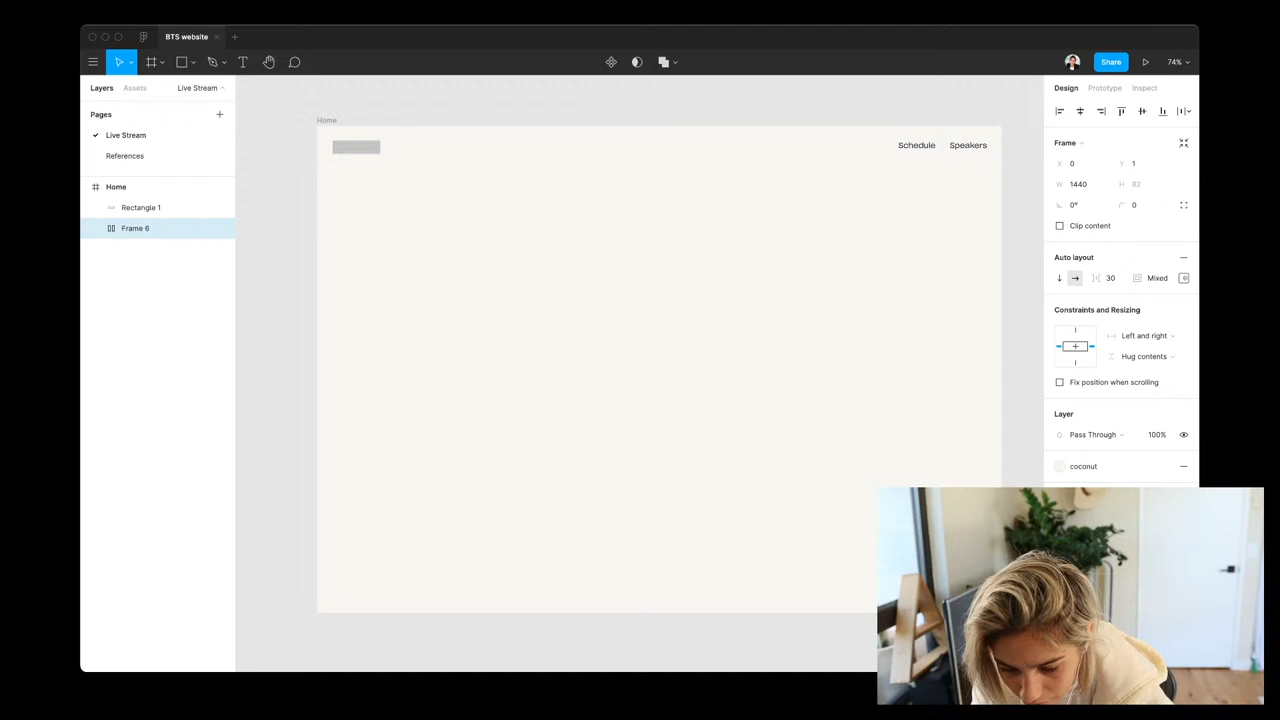 BTS website
Share
74%
Layers
Assets
Live Stream
Design
Prototype
Inspect
Pages
Live Stream
References
Home
Rectangle 1
Frame 6
Home
Schedule
Speakers
Frame
X 0
Y 1
W 1440
H 82
0°
0
Clip content
Auto layout
30
Mixed
Constraints and Resizing
Left and right
Hug contents
Fix position when scrolling
Layer
Pass Through
100%
coconut